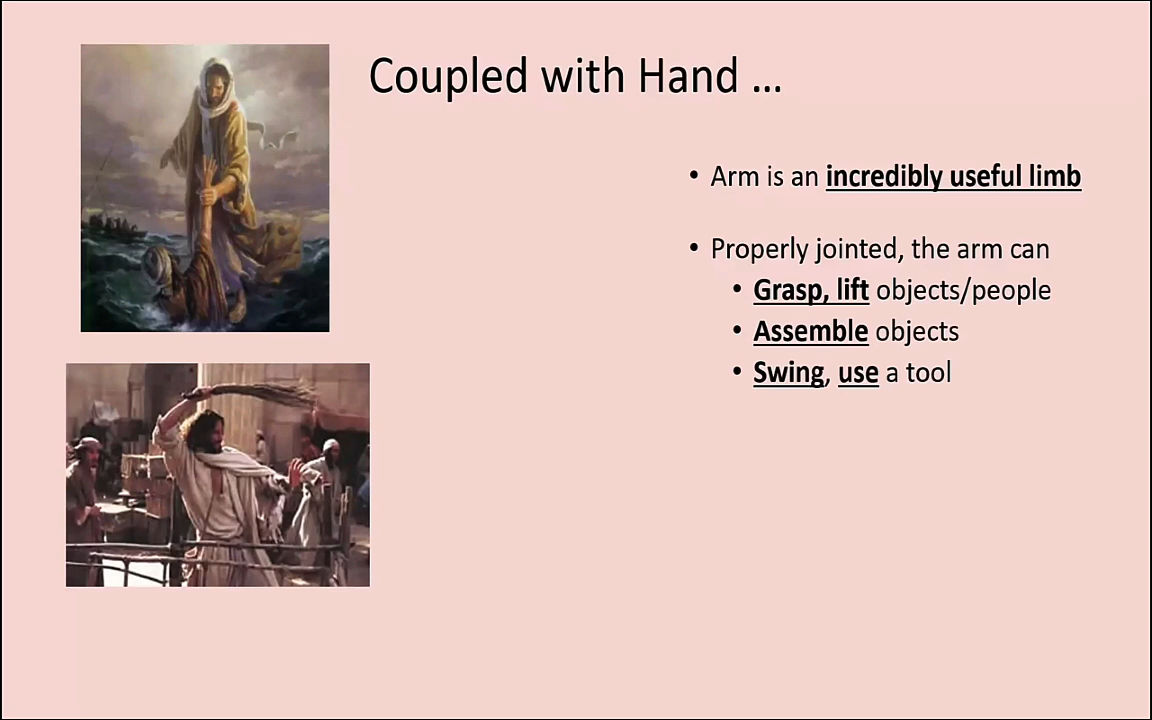 Coupled with Hand ...
• Arm is an incredibly useful limb
• Properly jointed, the arm can
• Grasp, lift objects/people
• Assemble objects
• Swing, use a tool